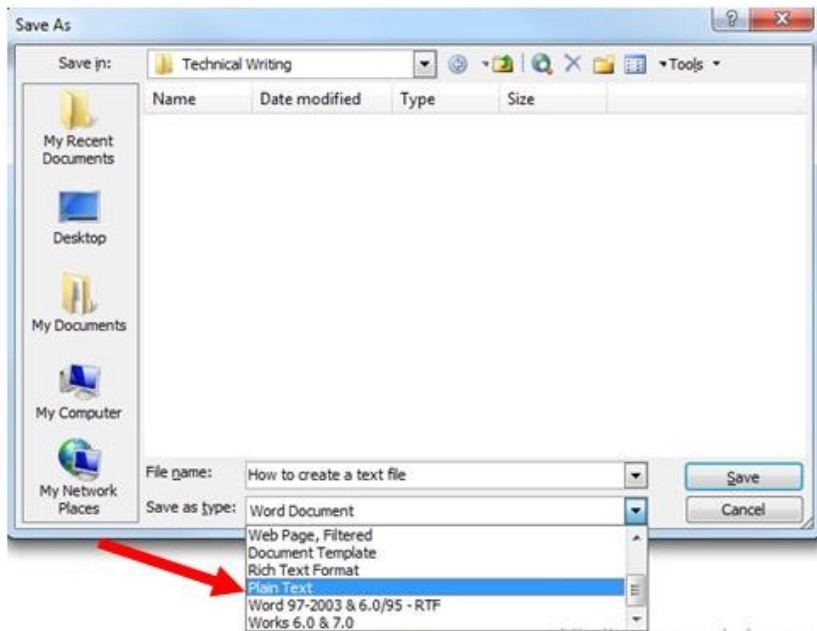 Save As
Save in:
Technical Writing
Tools
Name Date modified Type Size
My Recent
Documents
Desktop
My Documents
My Computer
My Network
Places
File name:
How to create a text file
Save
Save as type:
Word Document
Cancel
Web Page, Filtered
Document Template
Rich Text Format
Plain Text
Word 97-2003 & 6.0/95 - RTF
Works 6.0 & 7.0